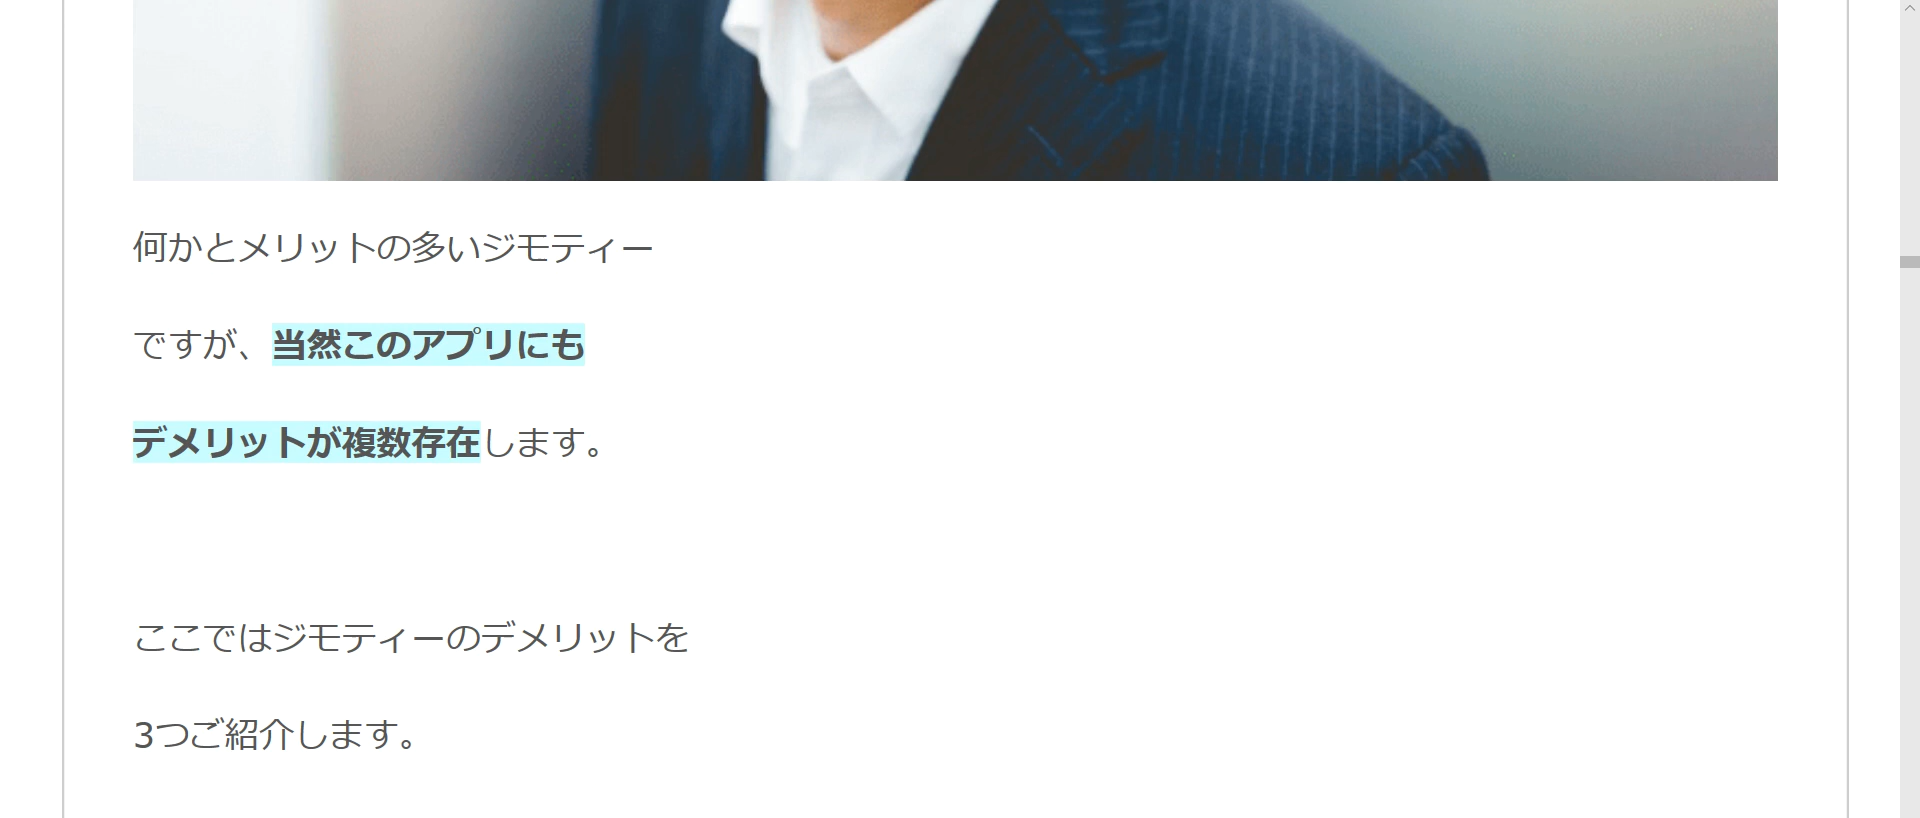 何かとメリットの多いジモティー
ですが、当然このアプリにも
デメリットが複数存在します。
ここではジモティーのデメリットを
3つご紹介します。